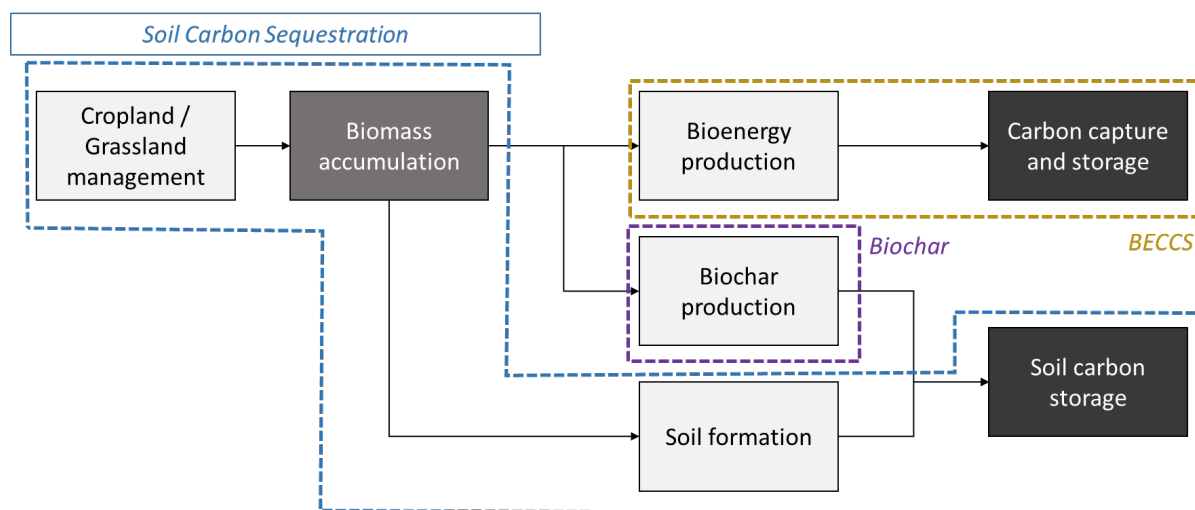 Soil Carbon Sequestration
Cropland /
Grassland
management
Biomass
accumulation
Bioenergy
production
Carbon capture
and storage
BECCS
Biochar
Biochar
production
Soil carbon
storage
Soil formation